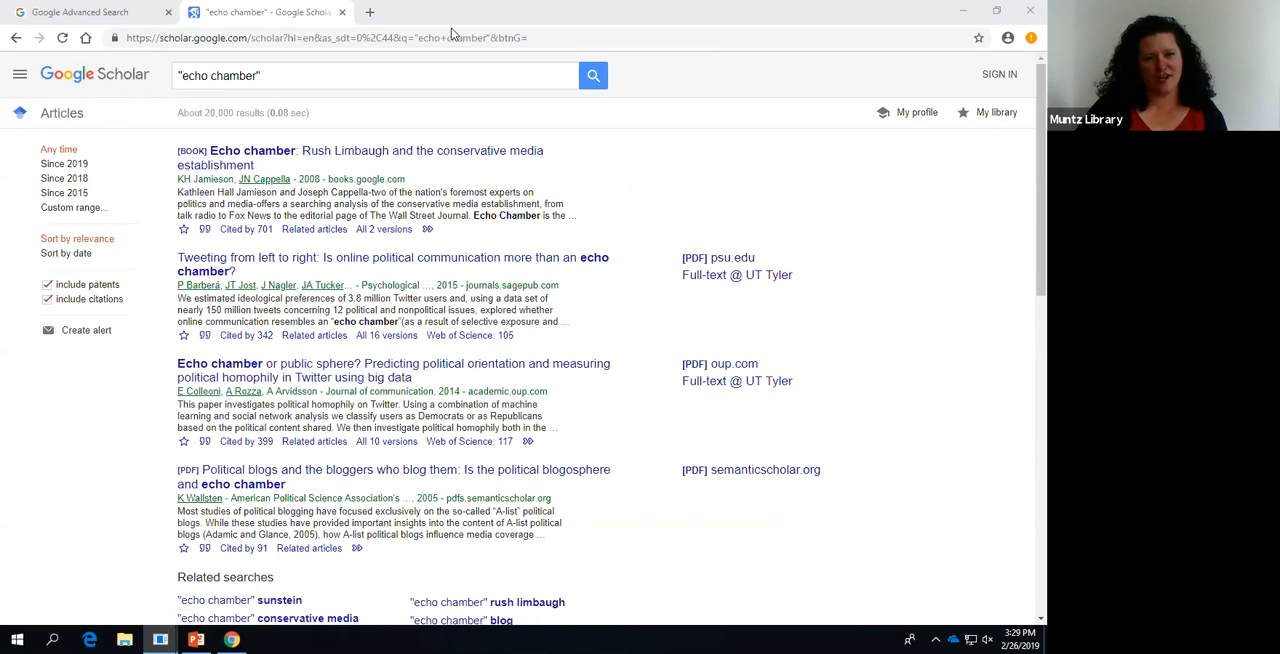 Google Advanced Search
"echo chamber" - Google Schola
https://scholar.google.com/scholar?hl=en&as_sdt=0%2C44&q="echo+chamber"&btnG=
Google Scholar
"echo chamber"
SIGN IN
Muntz Library
Articles
About 20,000 results (0.08 sec)
My profile
My library
Any time
Since 2019
Since 2018
Since 2015
Custom range...
Sort by relevance
Sort by date
include patents
include citations
Create alert
[BOOK] Echo chamber: Rush Limbaugh and the conservative media
establishment
KH Jamieson, JN Cappella - 2008 - books.google.com
Kathleen Hall Jamieson and Joseph Cappella-two of the nation's foremost experts on
politics and media-offers a searching analysis of the conservative media establishment, from
talk radio to Fox News to the editorial page of The Wall Street Journal. Echo Chamber is the ...
Cited by 701 Related articles All 2 versions
Tweeting from left to right: Is online political communication more than an echo
chamber?
P Barberá, JT Jost, J Nagler, JA Tucker... - Psychological ..., 2015 - journals.sagepub.com
We estimated ideological preferences of 3.8 million Twitter users and, using a data set of
nearly 150 million tweets concerning 12 political and nonpolitical issues, explored whether
online communication resembles an "echo chamber"(as a result of selective exposure and ...
Cited by 342 Related articles All 16 versions Web of Science: 105
[PDF] psu.edu
Full-text @ UT Tyler
Echo chamber or public sphere? Predicting political orientation and measuring
political homophily in Twitter using big data
E Colleoni, A Rozza, A Arvidsson - Journal of communication, 2014 - academic.oup.com
This paper investigates political homophily on Twitter. Using a combination of machine
learning and social network analysis we classify users as Democrats or as Republicans
based on the political content shared. We then investigate political homophily both in the ...
Cited by 399 Related articles All 10 versions Web of Science: 117
[PDF] oup.com
Full-text @ UT Tyler
[PDF] Political blogs and the bloggers who blog them: Is the political blogosphere
and echo chamber
K Wallsten - American Political Science Association's ..., 2005 - pdfs.semanticscholar.org
Most studies of political blogging have focused exclusively on the so-called "A-list" political
blogs. While these studies have provided important insights into the content of A-list political
blogs (Adamic and Glance, 2005), how A-list political blogs influence media coverage ...
Cited by 91 Related articles
[PDF] semanticscholar.org
Related searches
"echo chamber" sunstein
"echo chamber" rush limbaugh
"echo chamber" conservative media
"echo chamber" blog
3:29 PM
2/26/2019